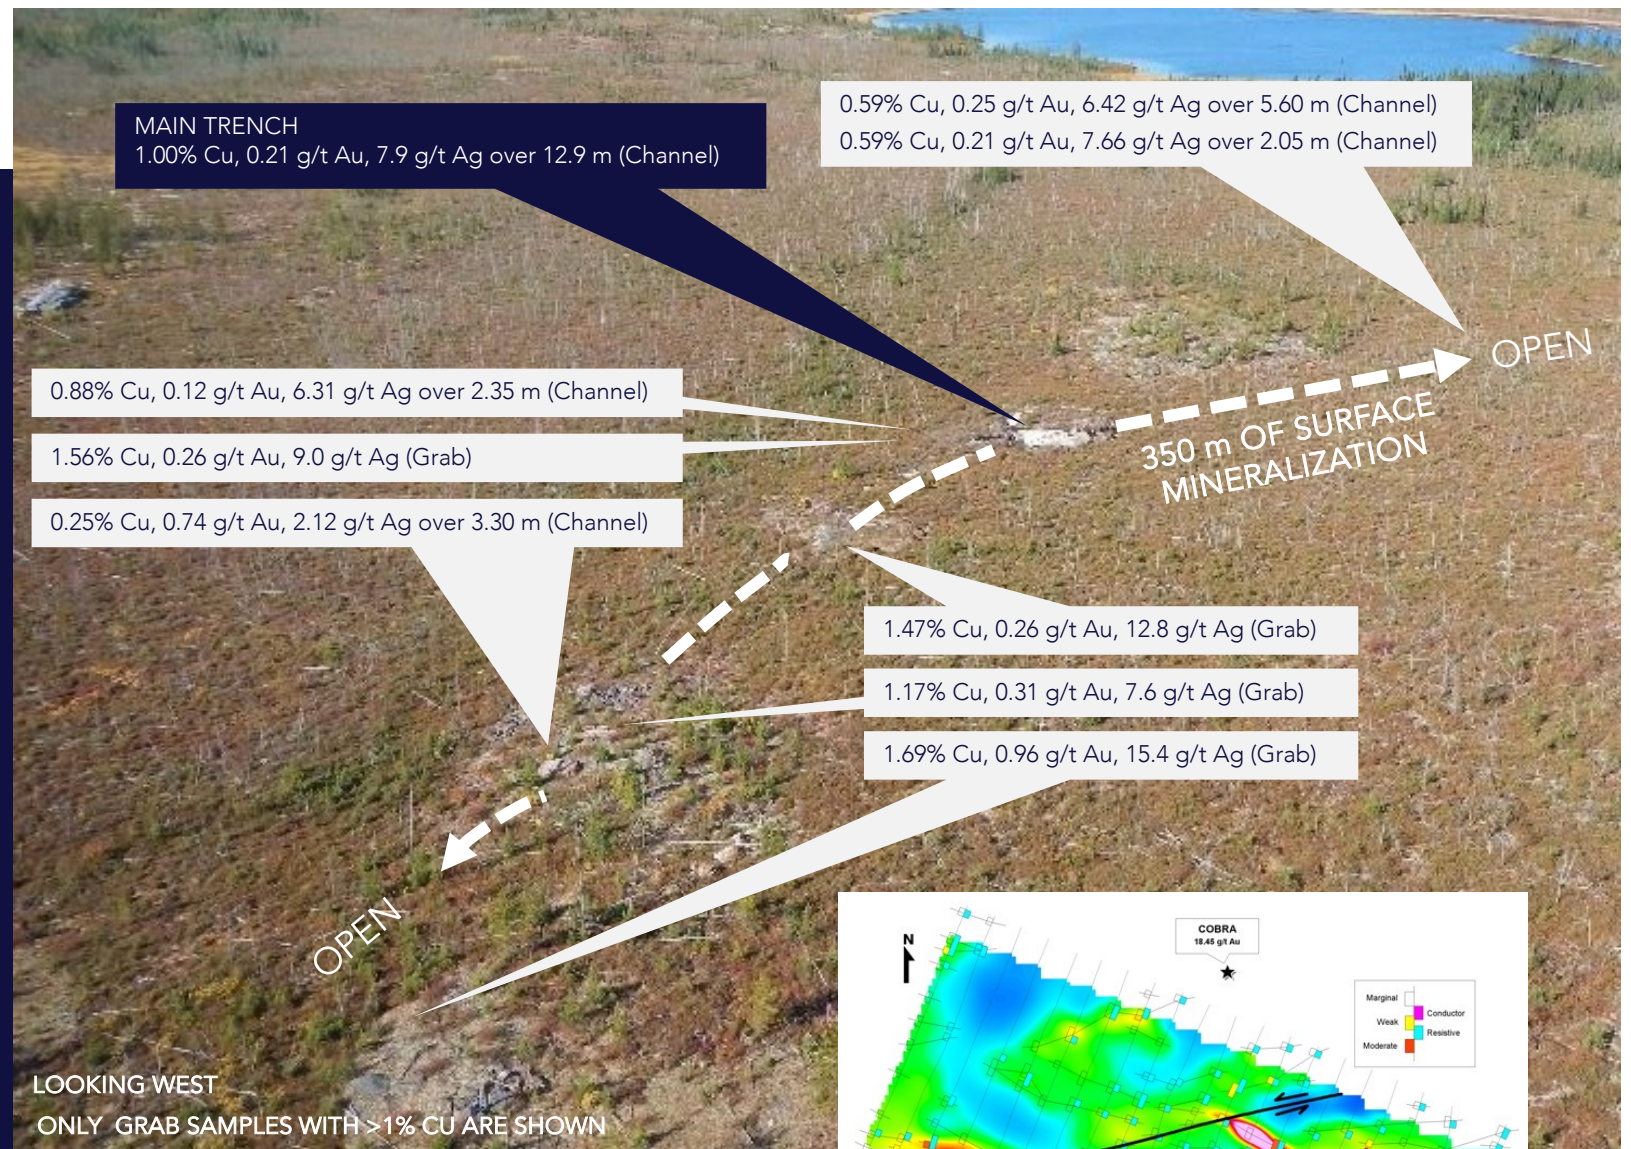 MAIN TRENCH
1.00% Cu, 0.21 g/t Au, 7.9 g/t Ag over 12.9 m (Channel)
0.59% Cu, 0.25 g/t Au, 6.42 g/t Ag over 5.60 m (Channel)
0.59% Cu, 0.21 g/t Au, 7.66 g/t Ag over 2.05 m (Channel)
OPEN
350 m OF SURFACE
MINERALIZATION
0.88% Cu, 0.12 g/t Au, 6.31 g/t Ag over 2.35 m (Channel)
1.56% Cu, 0.26 g/t Au, 9.0 g/t Ag (Grab)
0.25% Cu, 0.74 g/t Au, 2.12 g/t Ag over 3.30 m (Channel)
1.47% Cu, 0.26 g/t Au, 12.8 g/t Ag (Grab)
1.17% Cu, 0.31 g/t Au, 7.6 g/t Ag (Grab)
1.69% Cu, 0.96 g/t Au, 15.4 g/t Ag (Grab)
OPEN
LOOKING WEST
ONLY GRAB SAMPLES WITH >1% CU ARE SHOWN
N
COBRA
18.45 g/t Au
Marginal
Conductor
Weak
Resistive
Moderate